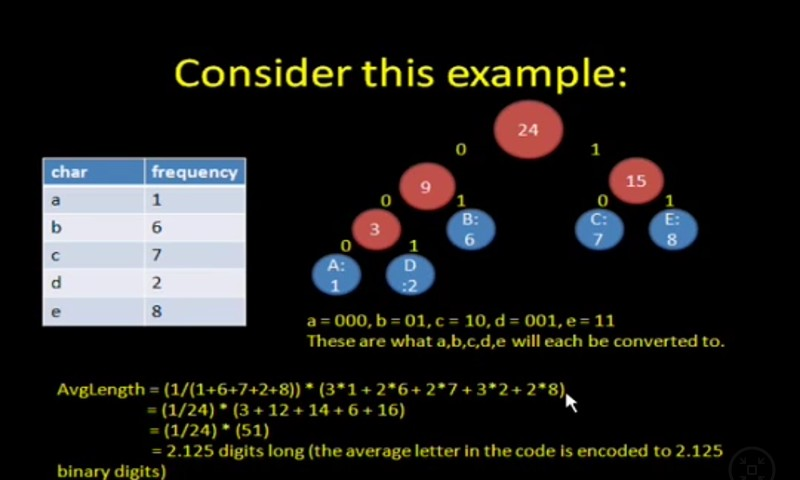 Consider this example:
char frequency
a 1
b 6
c 7
d 2
e 8
24
0 1
9 15
0 1 0 1
3 B: 6 C: 7 E: 8
0 1
A: 1 D :2
a = 000, b = 01, c = 10, d = 001, e = 11
These are what a,b,c,d,e will each be converted to.
AvgLength = (1/(1+6+7+2+8)) * (3*1 + 2*6 + 2*7 + 3*2 + 2*8)
= (1/24) * (3 + 12 + 14 + 6 + 16)
= (1/24) * (51)
= 2.125 digits long (the average letter in the code is encoded to 2.125
binary digits)